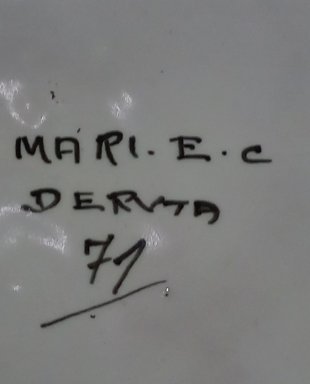 MARI. E. C
DERUTA
71